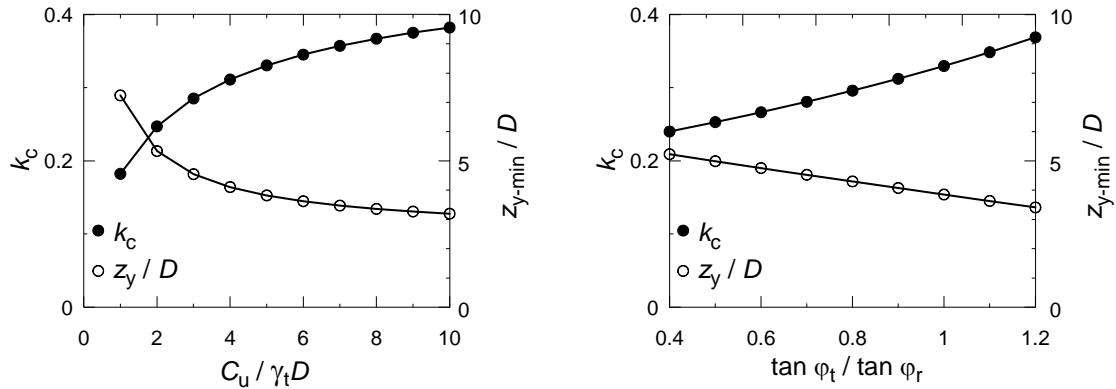 0.4
0.2
0
k_c
10
5
0
z_y-min / D
k_c
z_y / D
0 2 4 6 8 10
C_u / γ_t D
0.4
0.2
0
k_c
10
5
0
z_y-min / D
k_c
z_y / D
0.4 0.6 0.8 1 1.2
tan φ_t / tan φ_r